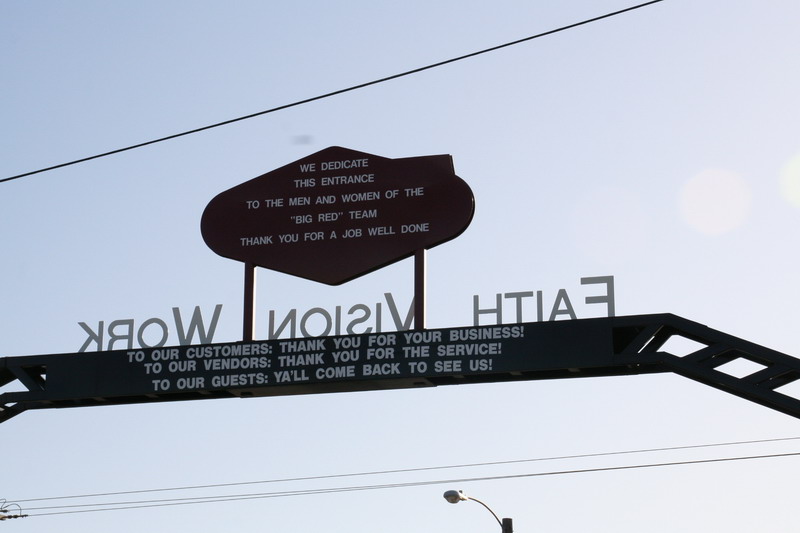 WE DEDICATE
THIS ENTRANCE
TO THE MEN AND WOMEN OF THE
"BIG RED" TEAM
THANK YOU FOR A JOB WELL DONE
FAITH VISION WORK
TO OUR CUSTOMERS: THANK YOU FOR YOUR BUSINESS!
TO OUR VENDORS: THANK YOU FOR THE SERVICE!
TO OUR GUESTS: YA'LL COME BACK TO SEE US!